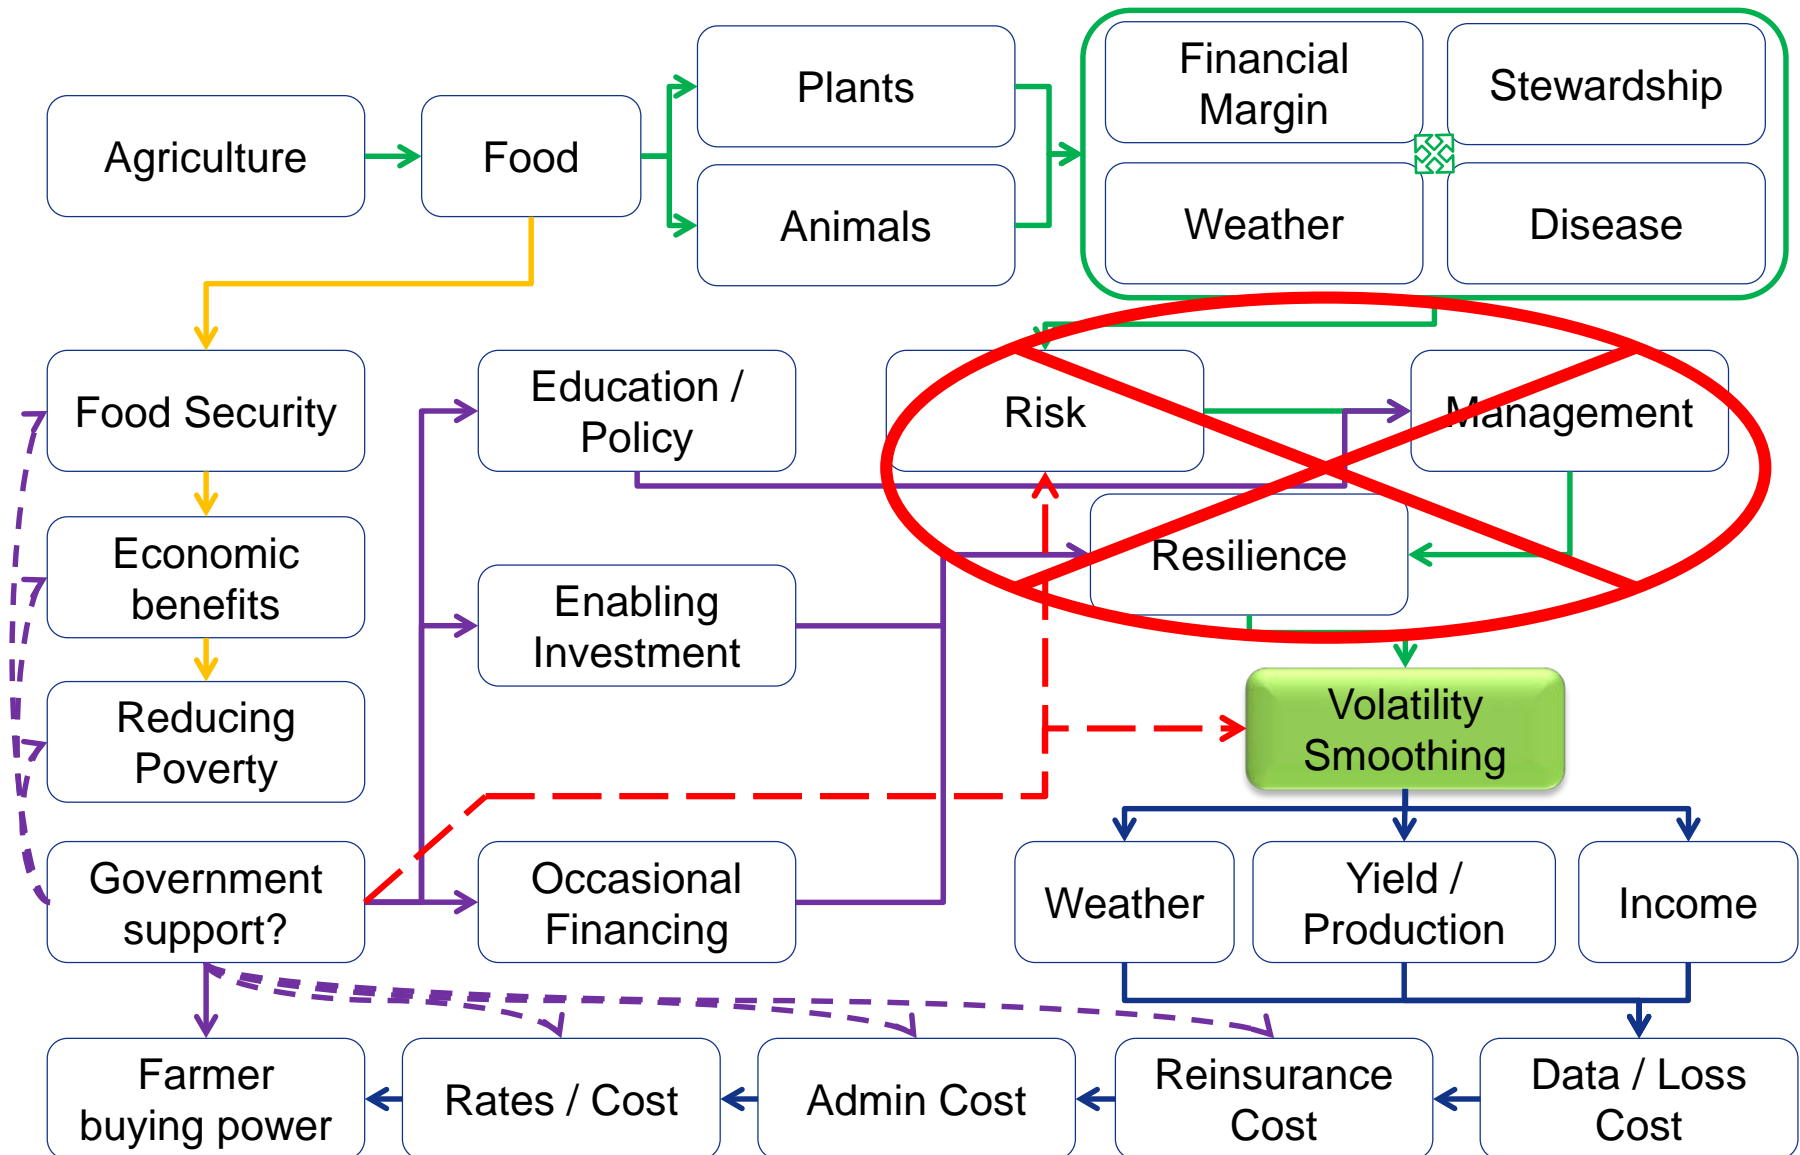 Agriculture
Food
Plants
Animals
Financial
Margin
Stewardship
Weather
Disease
Food Security
Education /
Policy
Risk
Management
Economic
benefits
Enabling
Investment
Resilience
Reducing
Poverty
Volatility
Smoothing
Government
support?
Occasional
Financing
Weather
Yield /
Production
Income
Farmer
buying power
Rates / Cost
Admin Cost
Reinsurance
Cost
Data / Loss
Cost